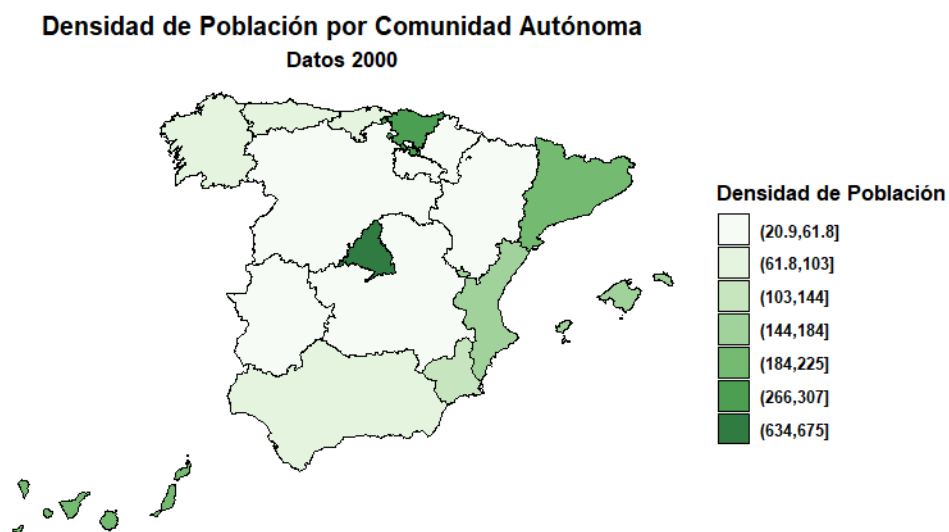 Densidad de Población por Comunidad Autónoma
Datos 2000
Densidad de Población
(20.9,61.8]
(61.8,103]
(103,144]
(144,184]
(184,225]
(266,307]
(634,675]